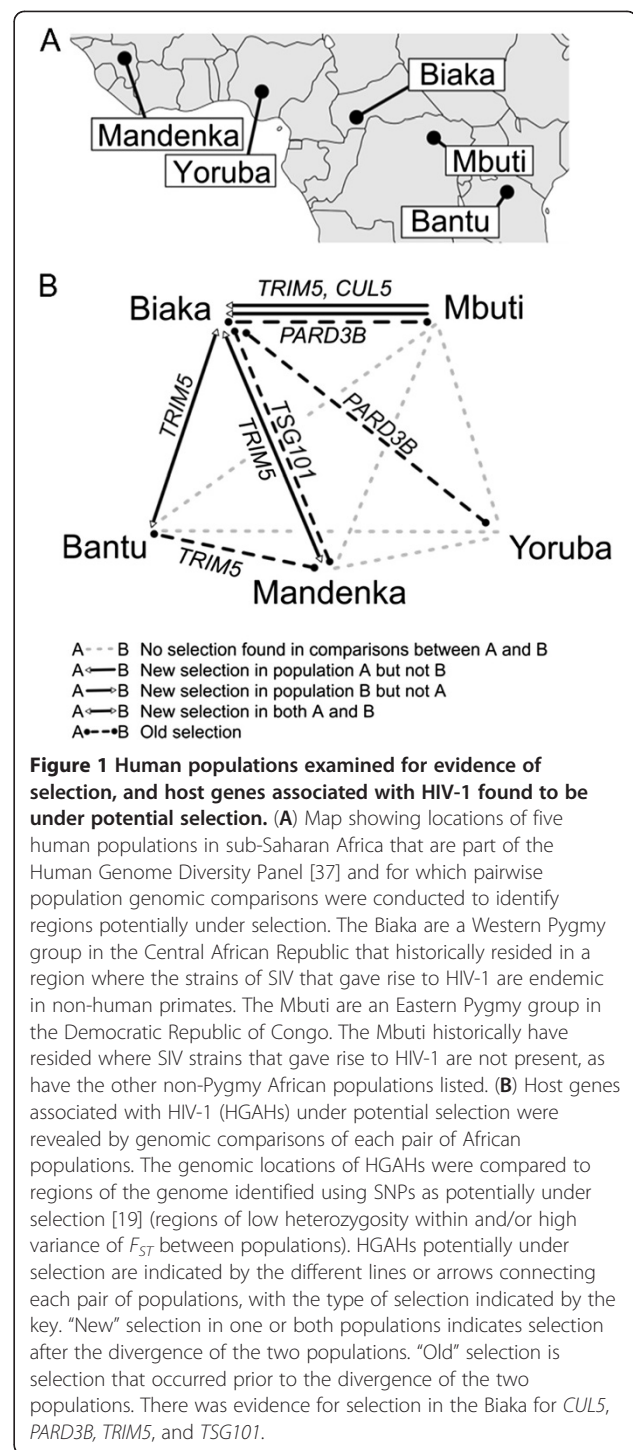 A
Biaka
Mandenka
Yoruba
Mbuti
Bantu
B
TRIM5, CUL5
Biaka
Mbuti
PARD3B
TRIM5
TSG101
TRIM5
PARD3B
Bantu
Yoruba
TRIM5
Mandenka
A B No selection found in comparisons between A and B
A B New selection in population A but not B
A B New selection in population B but not A
A B New selection in both A and B
A B Old selection
Figure 1 Human populations examined for evidence of
selection, and host genes associated with HIV-1 found to be
under potential selection. (A) Map showing locations of five
human populations in sub-Saharan Africa that are part of the
Human Genome Diversity Panel [37] and for which pairwise
population genomic comparisons were conducted to identify
regions potentially under selection. The Biaka are a Western Pygmy
group in the Central African Republic that historically resided in a
region where the strains of SIV that gave rise to HIV-1 are endemic
in non-human primates. The Mbuti are an Eastern Pygmy group in
the Democratic Republic of Congo. The Mbuti historically have
resided where SIV strains that gave rise to HIV-1 are not present, as
have the other non-Pygmy African populations listed. (B) Host genes
associated with HIV-1 (HGAHs) under potential selection were
revealed by genomic comparisons of each pair of African
populations. The genomic locations of HGAHs were compared to
regions of the genome identified using SNPs as potentially under
selection [19] (regions of low heterozygosity within and/or high
variance of FST between populations). HGAHs potentially under
selection are indicated by the different lines or arrows connecting
each pair of populations, with the type of selection indicated by the
key. “New” selection in one or both populations indicates selection
after the divergence of the two populations. “Old” selection is
selection that occurred prior to the divergence of the two
populations. There was evidence for selection in the Biaka for CUL5,
PARD3B, TRIM5, and TSG101.